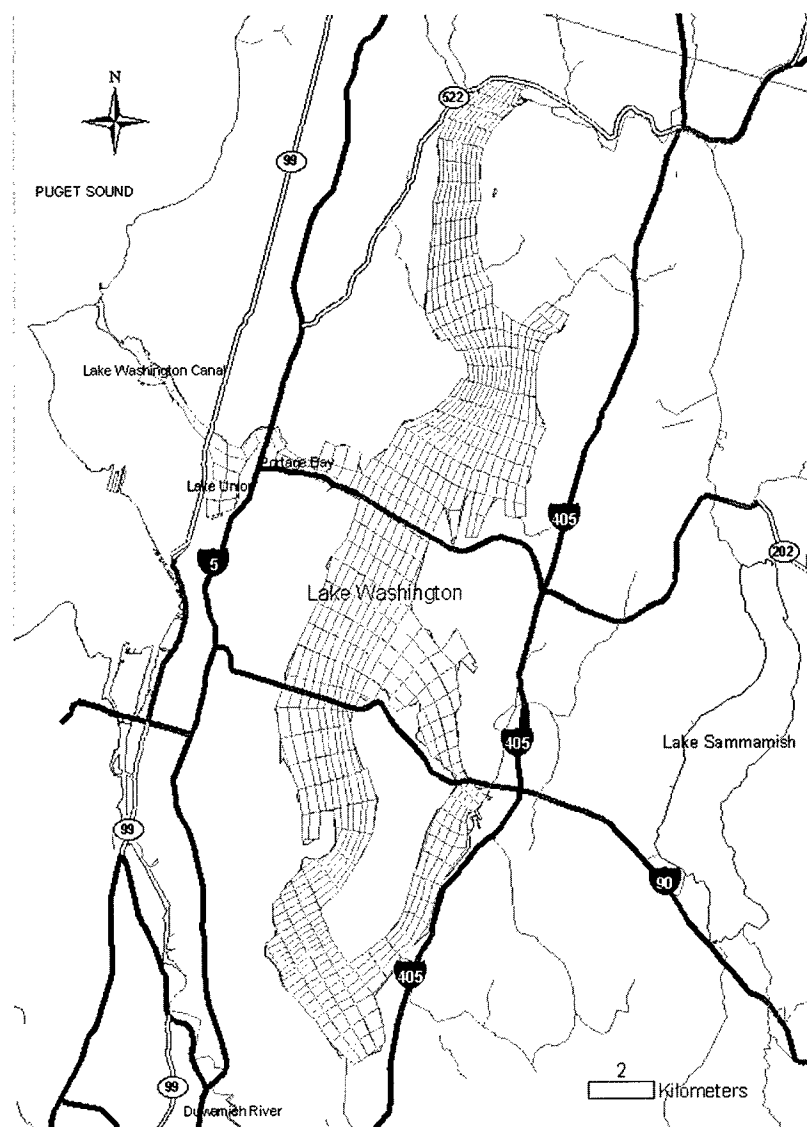 N
522
99
PUGET SOUND
Lake Washington Canal
Portage Bay
Lake Union
405
5
202
Lake Washington
405
Lake Sammamish
99
90
405
2
Kilometers
99
Duwamish River